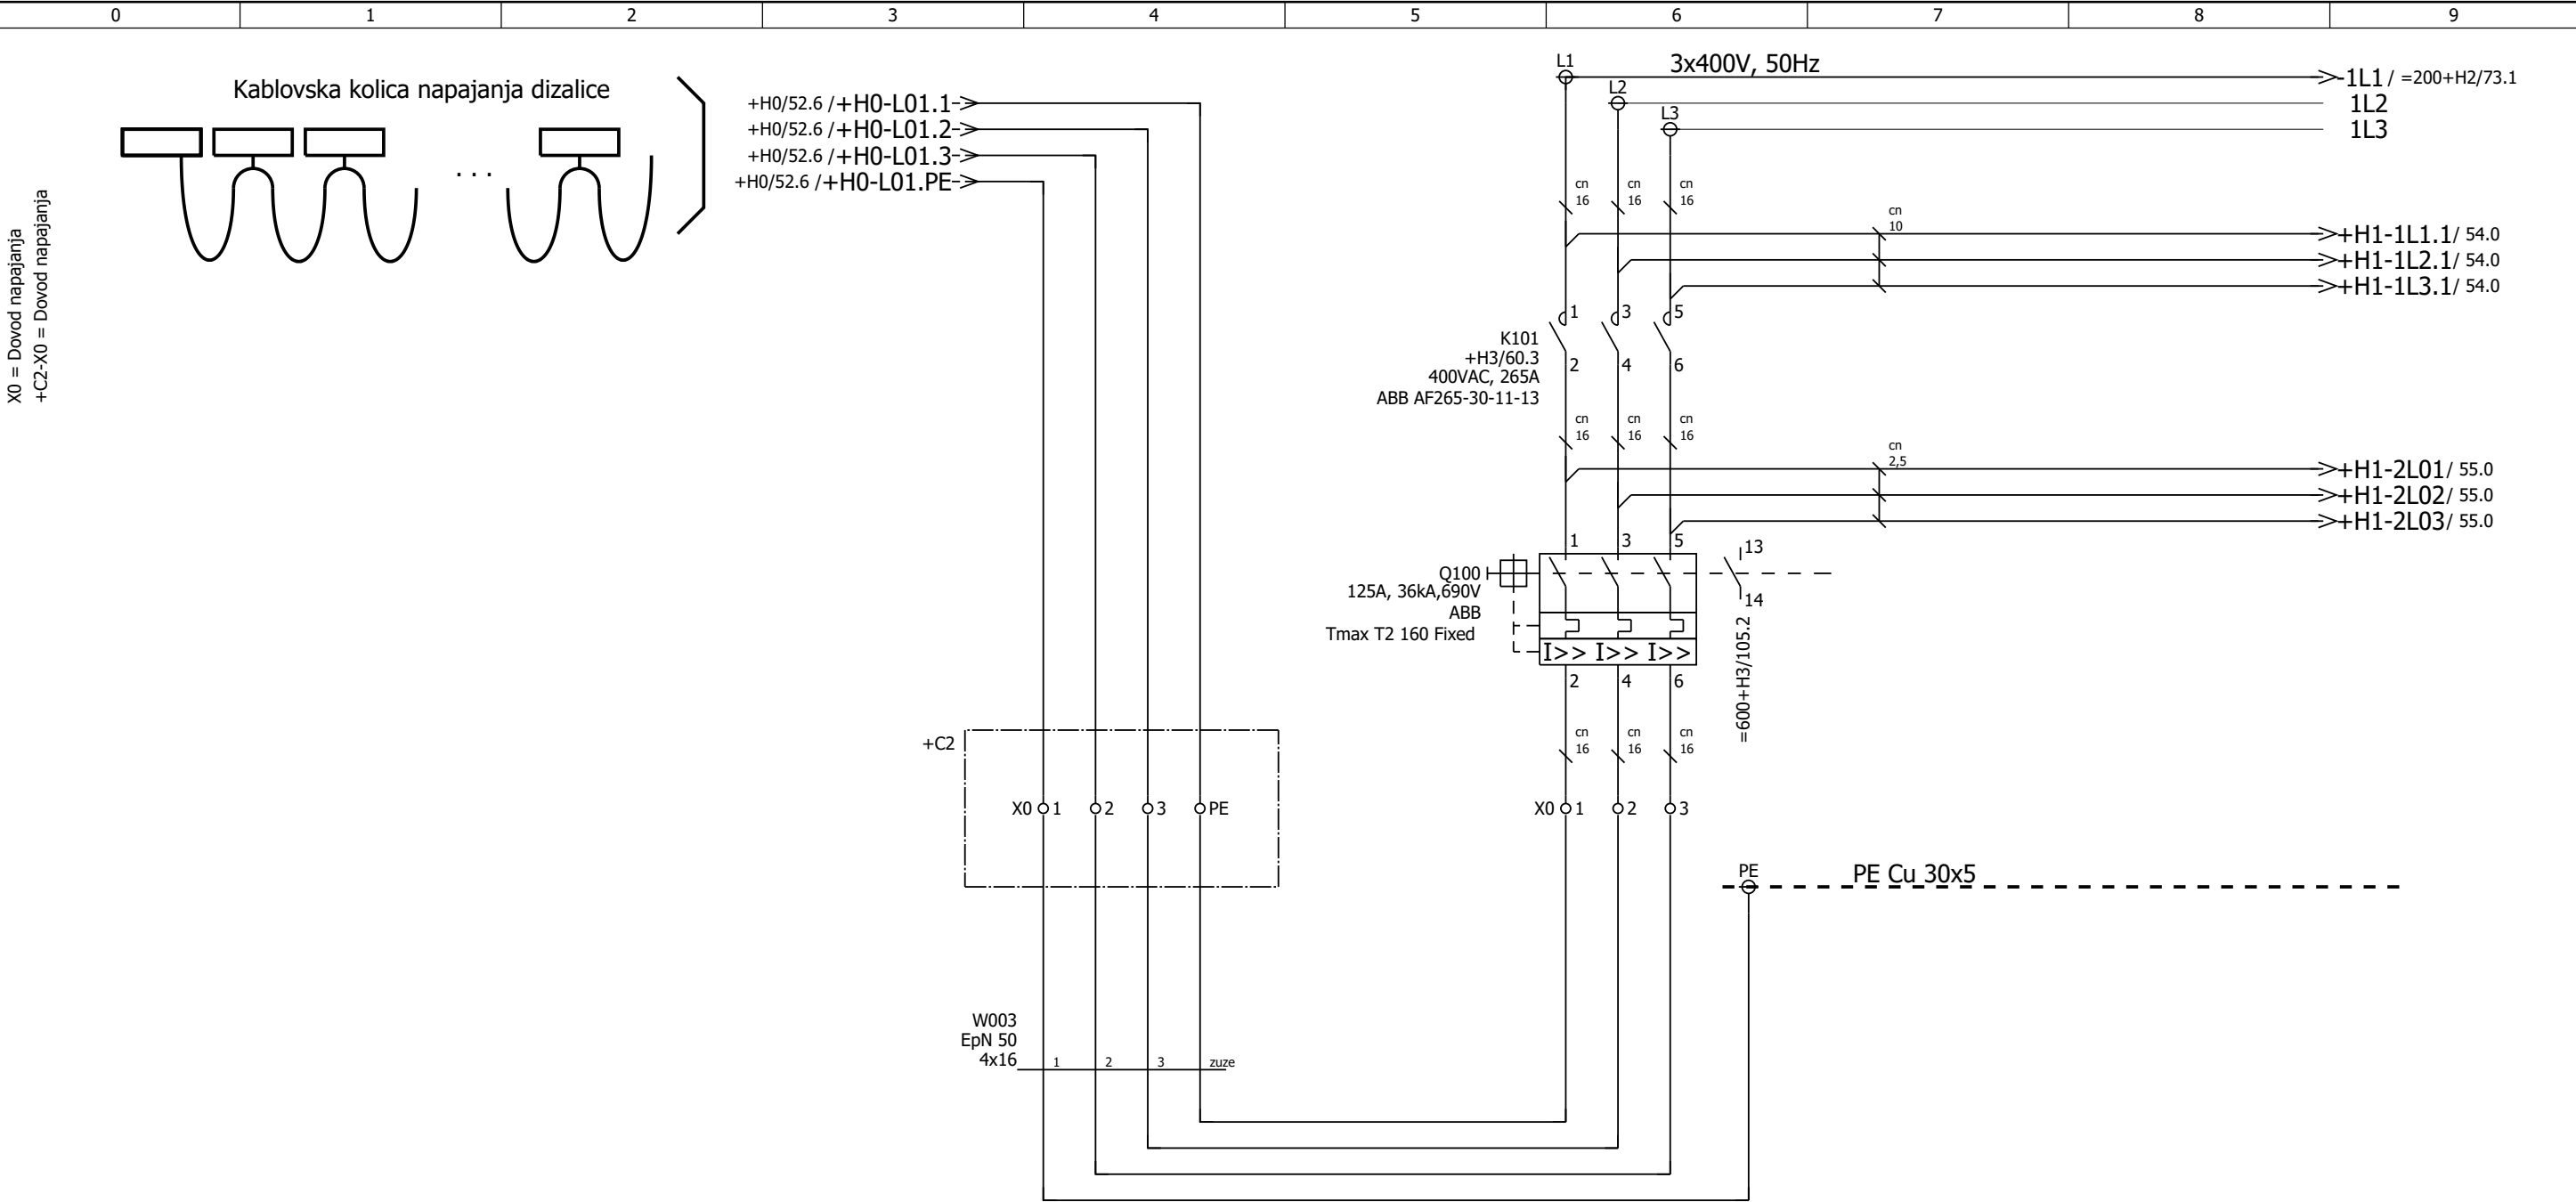 0 1 2 3 4 5 6 7 8 9
Kablovska kolica napajanja dizalice
. . .
X0 = Dovod napajanja
+C2-X0 = Dovod napajanja
+H0/52.6 /+H0-L01.1
+H0/52.6 /+H0-L01.2
+H0/52.6 /+H0-L01.3
+H0/52.6 /+H0-L01.PE
L1
3x400V, 50Hz
-1L1 / =200+H2/73.1
L2
1L2
L3
1L3
cn cn cn
16 16 16
cn
10
+H1-1L1.1/ 54.0
+H1-1L2.1/ 54.0
+H1-1L3.1/ 54.0
1 3 5
K101
+H3/60.3
400VAC, 265A
ABB AF265-30-11-13
2 4 6
cn cn cn
16 16 16
cn
2,5
+H1-2L01/ 55.0
+H1-2L02/ 55.0
+H1-2L03/ 55.0
1 3 5
13
14
=600+H3/105.2
Q100
125A, 36kA,690V
ABB
Tmax T2 160 Fixed
I>> I>> I>>
2 4 6
cn cn cn
16 16 16
+C2
X0 1 2 3 PE
X0 1 2 3
PE
PE Cu 30x5
W003
EpN 50
4x16
1 2 3 zuze